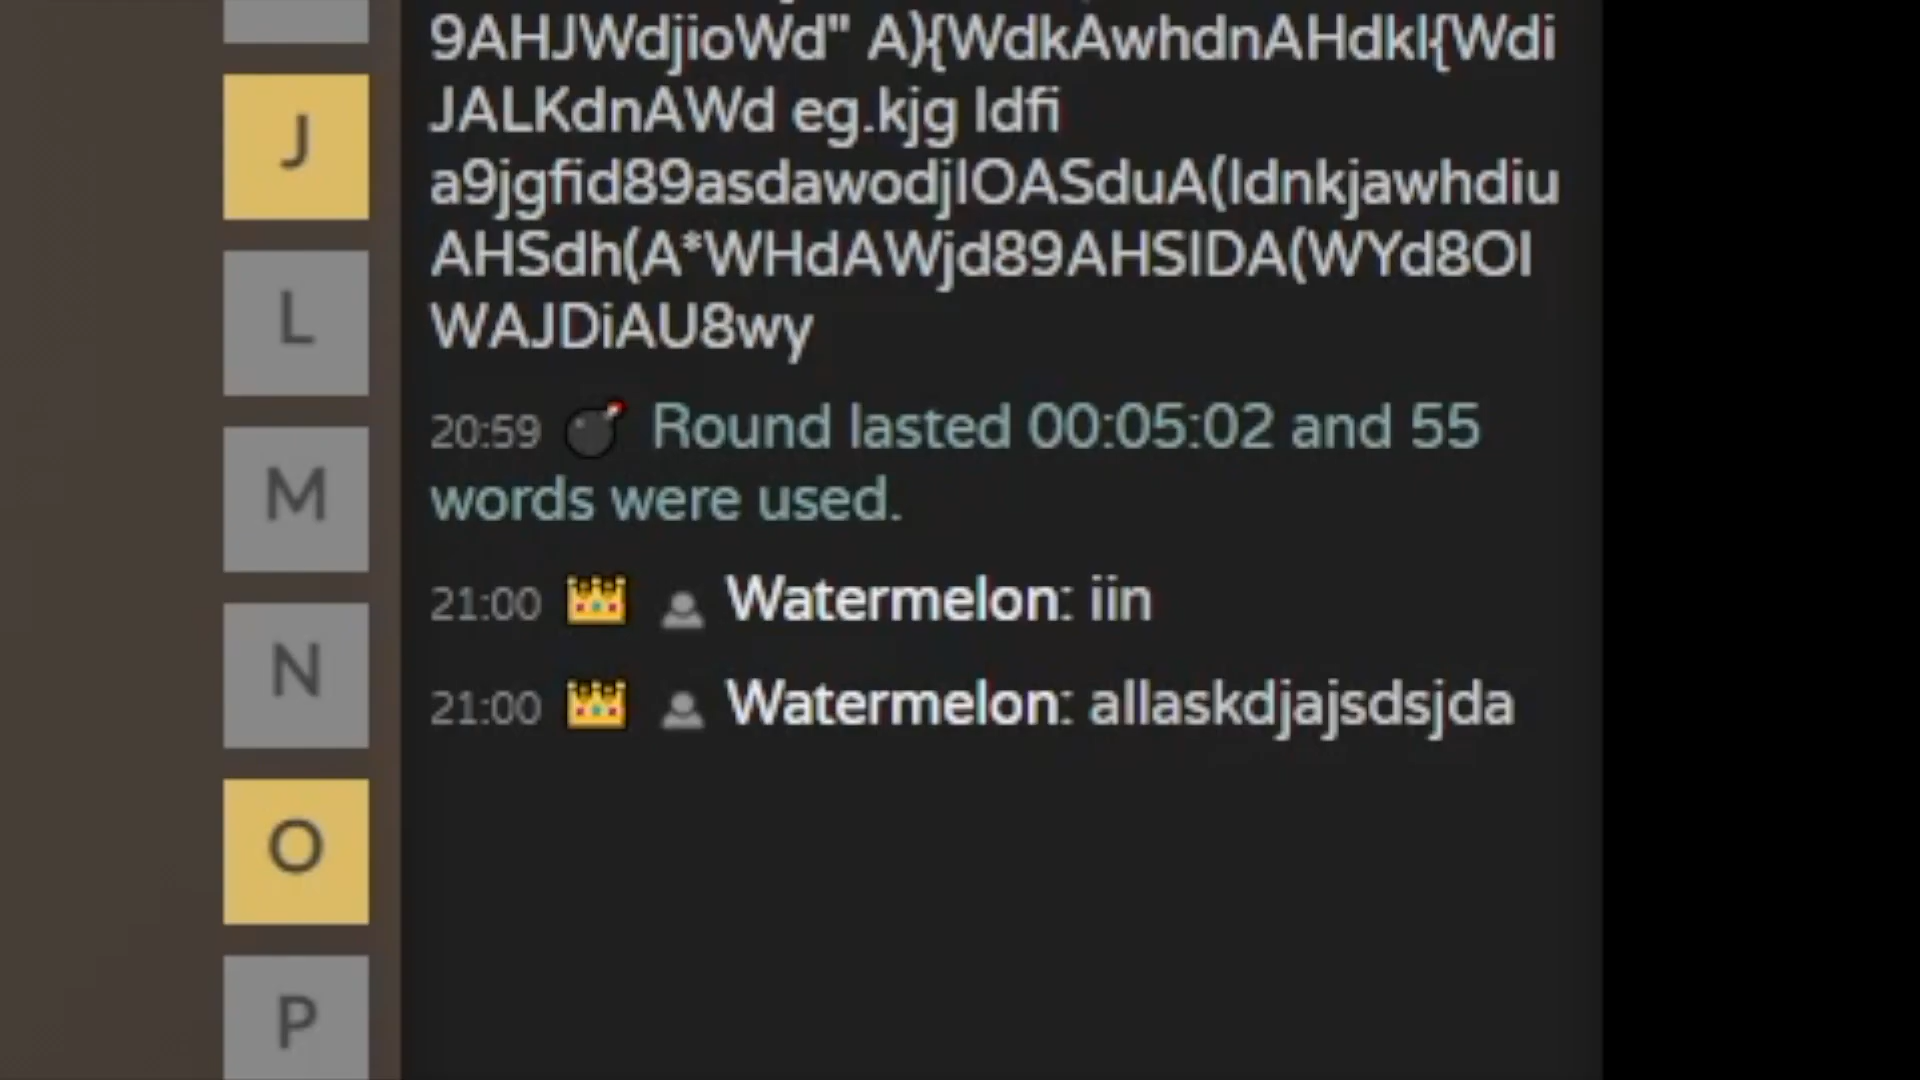 9AHJWdjioWd" A){WdkAwhdnAHdkl{Wdi
JALKdnAWd eg.kjg ldfi
a9jgfid89asdawodjIOASduA(Idnkjawhdiu
AHSdh(A*WHdAWjd89AHSIDA(WYd8OI
WAJDiAU8wy
20:59 Round lasted 00:05:02 and 55
words were used.
21:00 Watermelon: iin
21:00 Watermelon: allaskdjajsdsjda
J
L
M
N
O
P